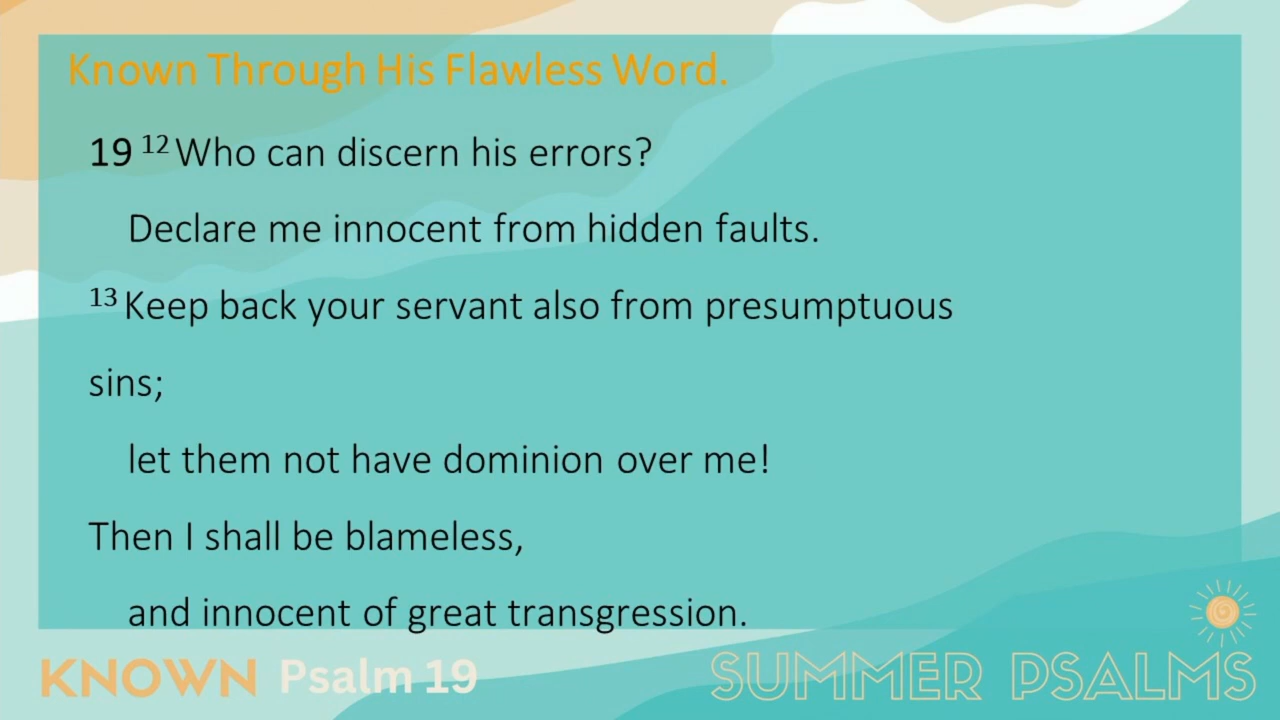 Known Through His Flawless Word.
19 12 Who can discern his errors?
Declare me innocent from hidden faults.
13 Keep back your servant also from presumptuous
sins;
let them not have dominion over me!
Then I shall be blameless,
and innocent of great transgression.
KNOWN Psalm 19
SUMMER PSALMS